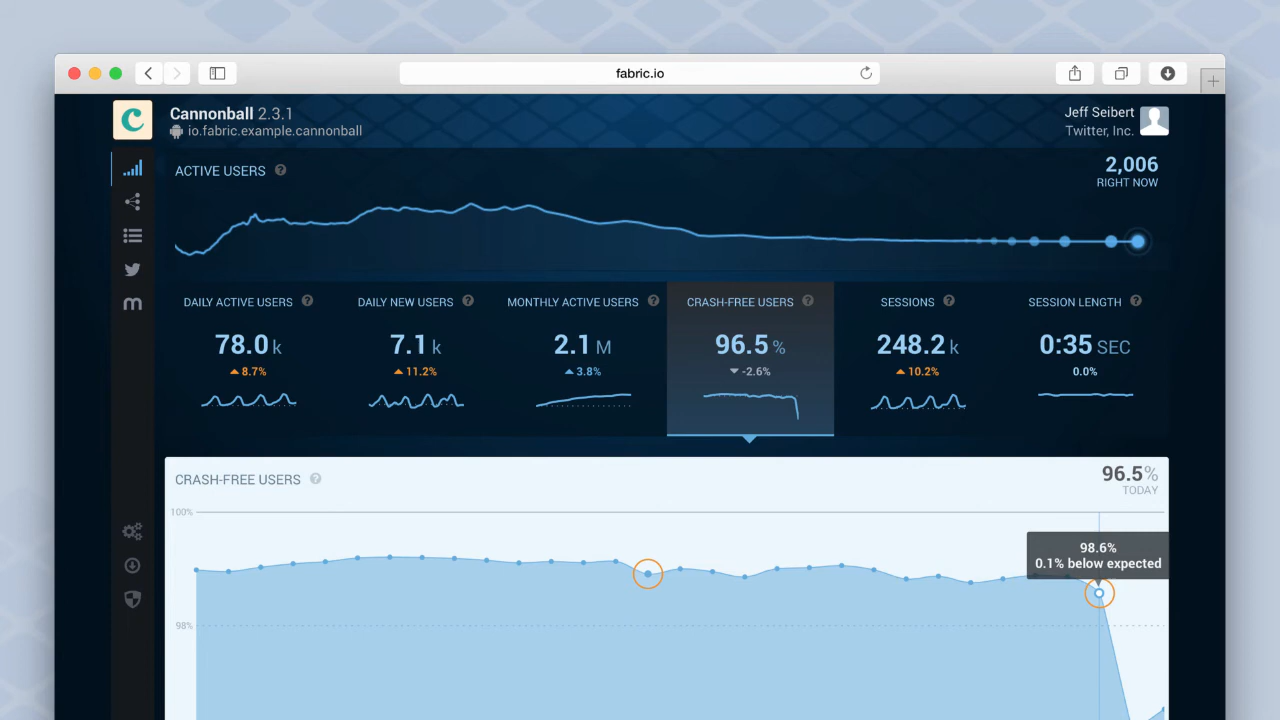 fabric.io
Cannonball 2.3.1
io.fabric.example.cannonball
Jeff Seibert
Twitter, Inc.
ACTIVE USERS ?
2,006
RIGHT NOW
DAILY ACTIVE USERS ?
78.0 k
8.7%
DAILY NEW USERS ?
7.1 k
11.2%
MONTHLY ACTIVE USERS ?
2.1 M
3.8%
CRASH-FREE USERS ?
96.5 %
-2.6%
SESSIONS ?
248.2 k
10.2%
SESSION LENGTH ?
0:35 SEC
0.0%
CRASH-FREE USERS ?
96.5%
TODAY
100%
98.6%
0.1% below expected
98%